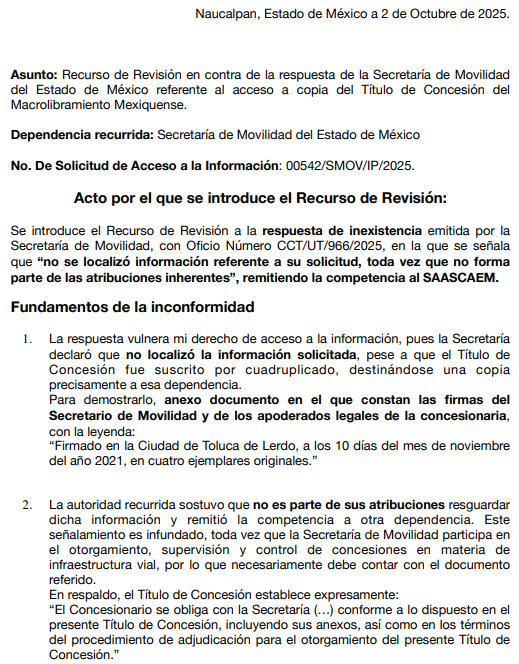 Naucalpan, Estado de México a 2 de Octubre de 2025.
Asunto: Recurso de Revisión en contra de la respuesta de la Secretaría de Movilidad
del Estado de México referente al acceso a copia del Título de Concesión del
Macrolibramiento Mexiquense.
Dependencia recurrida: Secretaría de Movilidad del Estado de México
No. De Solicitud de Acceso a la Información: 00542/SMOV/IP/2025.
Acto por el que se introduce el Recurso de Revisión:
Se introduce el Recurso de Revisión a la respuesta de inexistencia emitida por la
Secretaría de Movilidad, con Oficio Número CCT/UT/966/2025, en la que se señala
que “no se localizó información referente a su solicitud, toda vez que no forma
parte de las atribuciones inherentes”, remitiendo la competencia al SAASCAEM.
Fundamentos de la inconformidad
1. La respuesta vulnera mi derecho de acceso a la información, pues la Secretaría
declaró que no localizó la información solicitada, pese a que el Título de
Concesión fue suscrito por cuadruplicado, destinándose una copia
precisamente a esa dependencia.
Para demostrarlo, anexo documento en el que constan las firmas del
Secretario de Movilidad y de los apoderados legales de la concesionaria,
con la leyenda:
“Firmado en la Ciudad de Toluca de Lerdo, a los 10 días del mes de noviembre
del año 2021, en cuatro ejemplares originales.”
2. La autoridad recurrida sostuvo que no es parte de sus atribuciones resguardar
dicha información y remitió la competencia a otra dependencia. Este
señalamiento es infundado, toda vez que la Secretaría de Movilidad participa en
el otorgamiento, supervisión y control de concesiones en materia de
infraestructura vial, por lo que necesariamente debe contar con el documento
referido.
En respaldo, el Título de Concesión establece expresamente:
“El Concesionario se obliga con la Secretaría (...) conforme a lo dispuesto en el
presente Título de Concesión, incluyendo sus anexos, así como en los términos
del procedimiento de adjudicación para el otorgamiento del presente Título de
Concesión.”